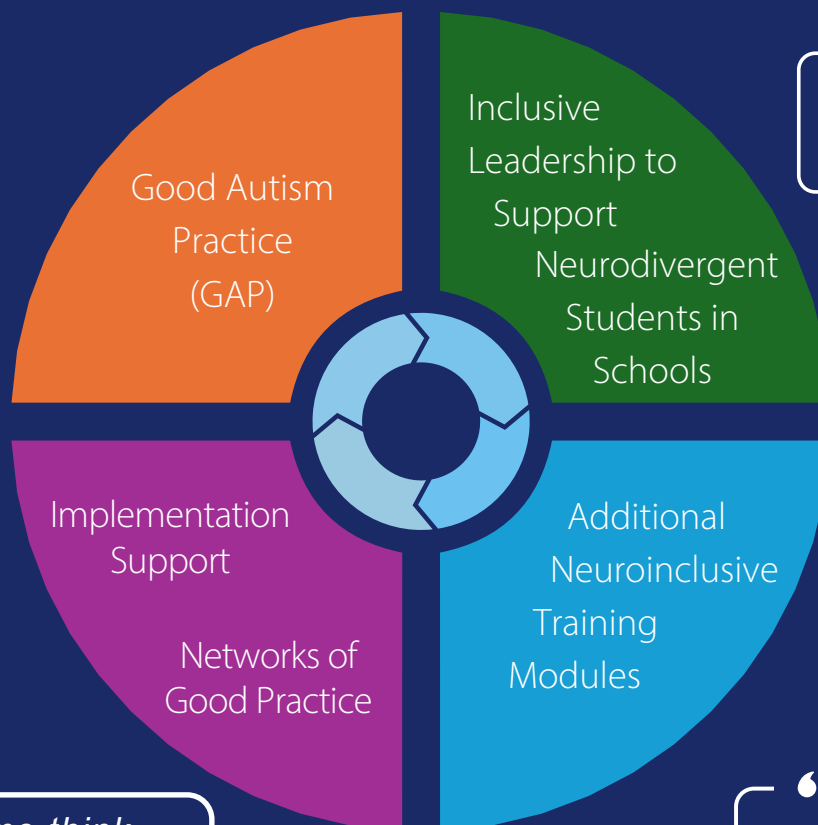 Good Autism
Practice
(GAP)
Inclusive
Leadership to
Support
Neurodivergent
Students in
Schools
Implementation
Support
Networks of
Good Practice
Additional
Neuroinclusive
Training
Modules
think
“